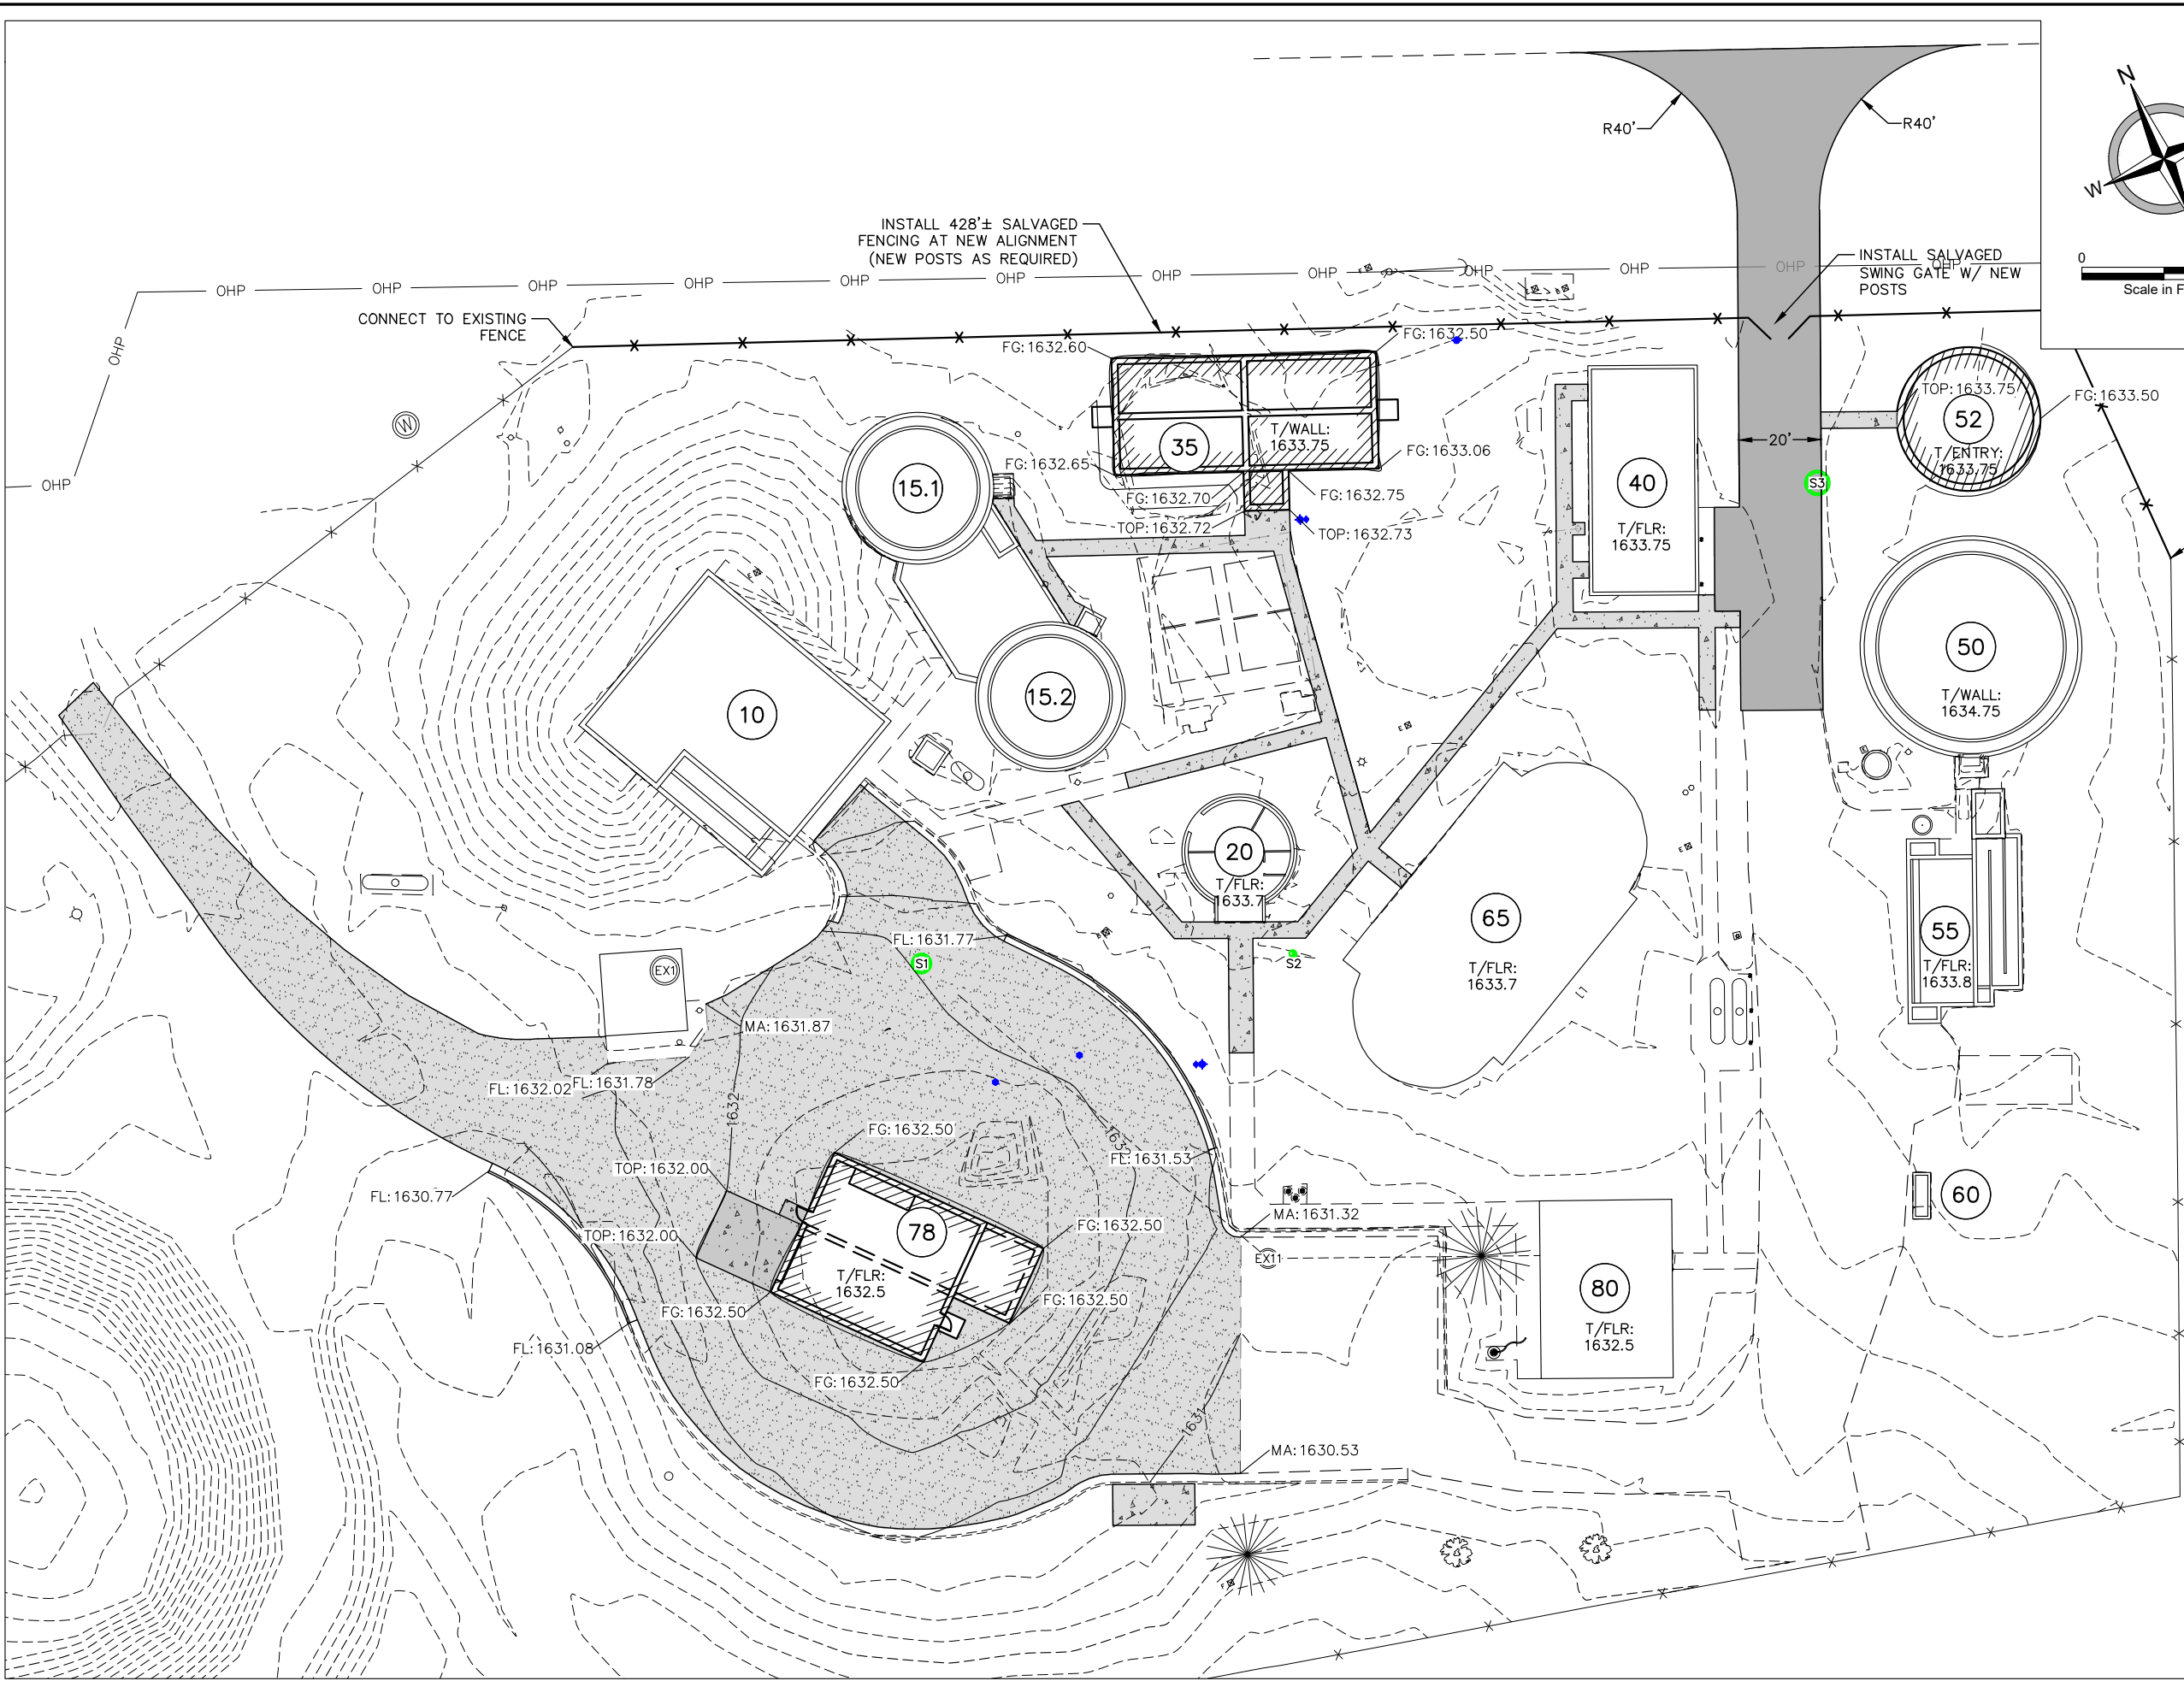 R40'
R40'
N
W
0
Scale in F
INSTALL 428'± SALVAGED
FENCING AT NEW ALIGNMENT
(NEW POSTS AS REQUIRED)
INSTALL SALVAGED
SWING GATE W/ NEW
POSTS
OHP
OHP
OHP
OHP
OHP
OHP
OHP
OHP
OHP
OHP
OHP
OHP
OHP
OHP
CONNECT TO EXISTING
FENCE
FG:1632.60
FG:1632.50
W
TOP:1633.75
FG:1633.50
52
T/ENTRY:
1633.75
20'
T/WALL:
1633.75
35
FG:1633.06
FG:1632.65
15.1
40
T/FLR:
1633.75
S3
FG:1632.70
FG:1632.75
TOP:1632.72
TOP:1632.73
50
T/WALL:
1634.75
10
15.2
20
T/FLR:
1633.7
65
T/FLR:
1633.7
55
T/FLR:
1633.8
FL:1631.77
S1
S2
EX1
MA:1631.87
FL:1632.02
FL:1631.78
1632
FG:1632.50
FL:1631.53
TOP:1632.00
FL:1630.77
60
MA:1631.32
78
FG:1632.50
TOP:1632.00
EX11
T/FLR:
1632.5
80
T/FLR:
1632.5
FG:1632.50
FG:1632.50
FL:1631.08
FG:1632.50
1631
MA:1630.53